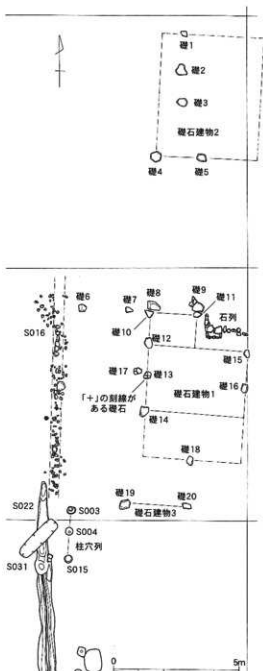 礎1
礎2
礎3
礎石建物2
礎4
礎5
礎6
礎7
礎8
礎9
礎11
石列
礎10
S016
礎12
礎15
礎17
礎13
礎16
「+」の刻線が
ある礎石
礎石建物1
礎14
礎18
S022
礎19
礎20
S003
礎石建物3
S004
柱穴列
S031
S015
0
5m